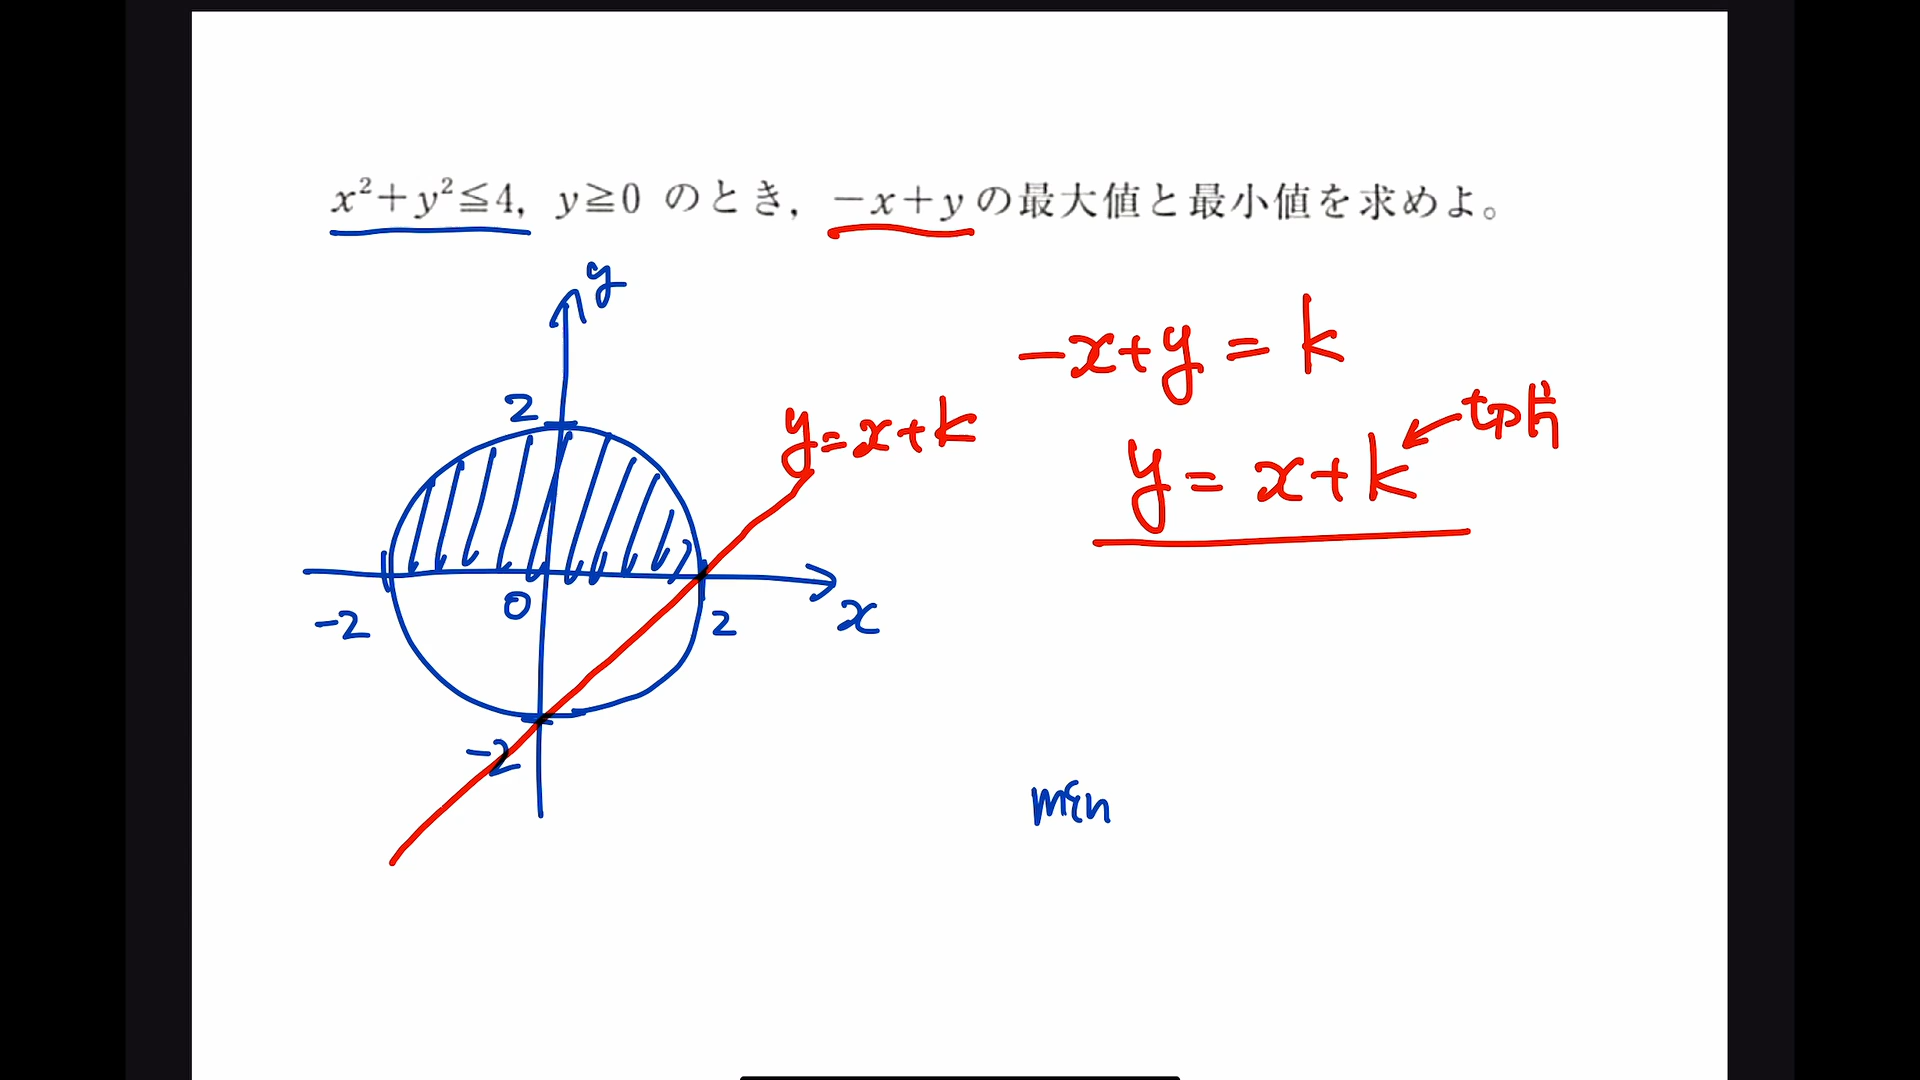 x²+y²≦4, y≧0 のとき, −x+yの最大値と最小値を求めよ。
y
−x+y=k
2
y=x+k
切片
y=x+k
−2
0
2
x
−2
min